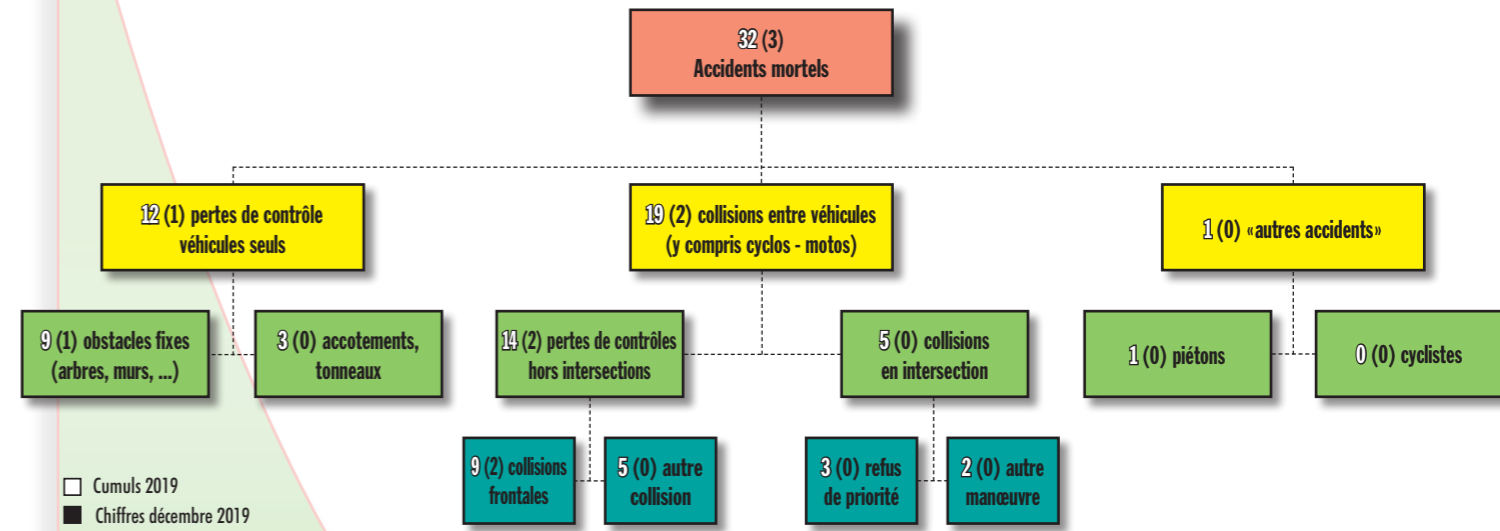 32 (3)
Accidents mortels
12 (1) pertes de contrôle
véhicules seuls
19 (2) collisions entre véhicules
(y compris cyclos - motos)
1 (0) «autres accidents»
9 (1) obstacles fixes
(arbres, murs, ...)
3 (0) accotements,
tonneaux
14 (2) pertes de contrôles
hors intersections
5 (0) collisions
en intersection
1 (0) piétons
0 (0) cyclistes
9 (2) collisions
frontales
5 (0) autre
collision
3 (0) refus
de priorité
2 (0) autre
manœuvre
Cumuls 2019
Chiffres décembre 2019